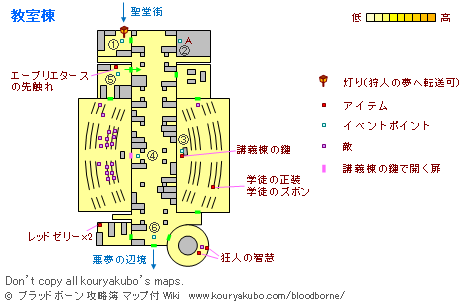 教室棟
聖堂街
低
高
①
A
②
エーブリエタース
の先触れ
⑤
灯り(狩人の夢へ転送可)
アイテム
イベントポイント
敵
講義棟の鍵で開く扉
③
講義棟の鍵
④
学徒の正装
学徒のズボン
レッドゼリー×2
⑥
悪夢の辺境
狂人の智慧
Don't copy all kouryakubo's maps.
© ブラッドボーン攻略簿 マップ付 Wiki www.kouryakubo.com/bloodborne/